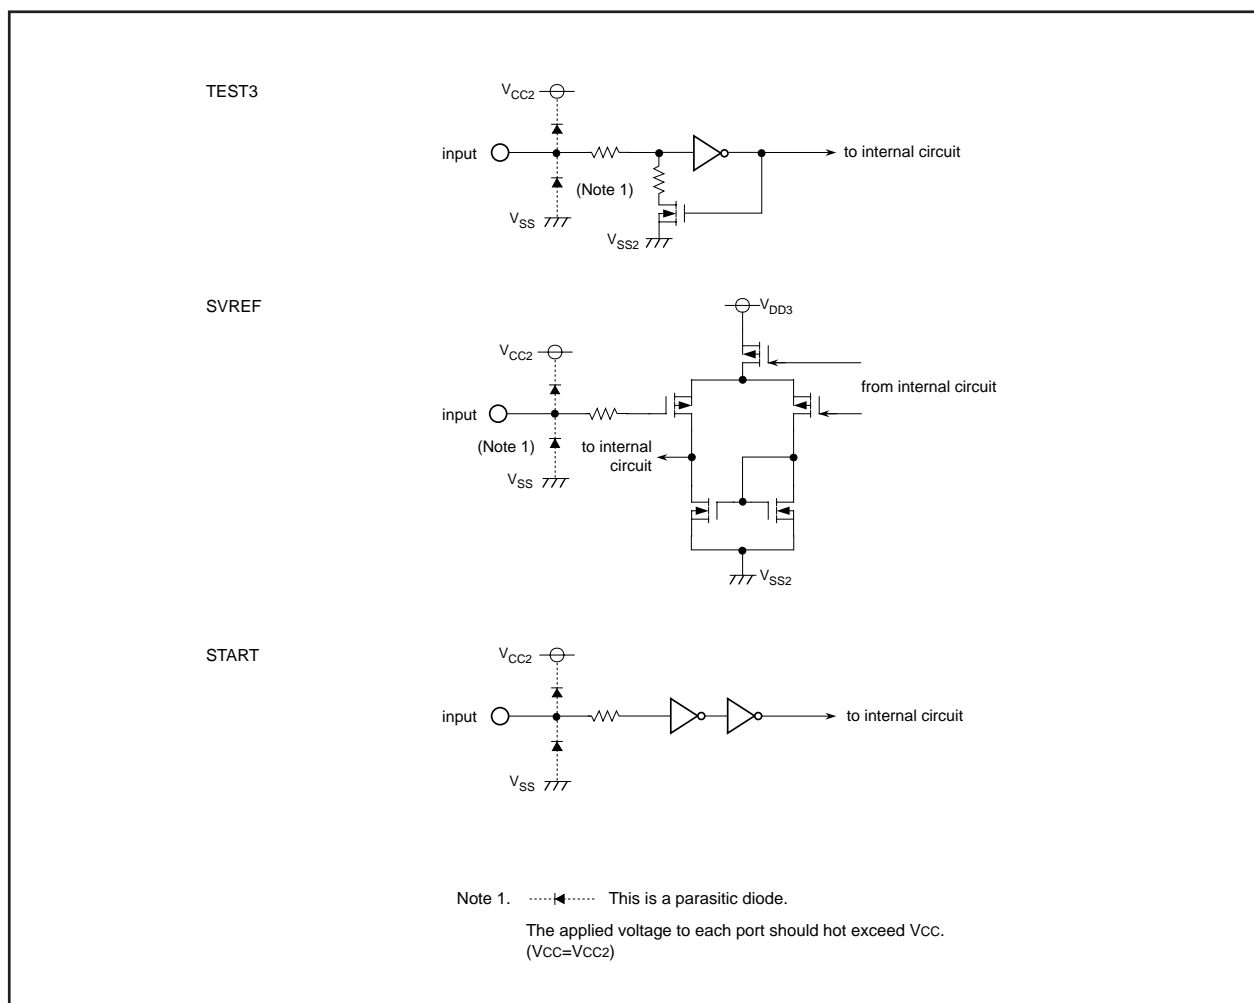 TEST3
VCC2
input
to internal circuit
(Note 1)
VSS
VSS2
SVREF
VDD3
VCC2
from internal circuit
input
(Note 1)
to internal
circuit
VSS
VSS2
START
VCC2
input
to internal circuit
VSS
Note 1. This is a parasitic diode.
The applied voltage to each port should hot exceed VCC.
(VCC=VCC2)